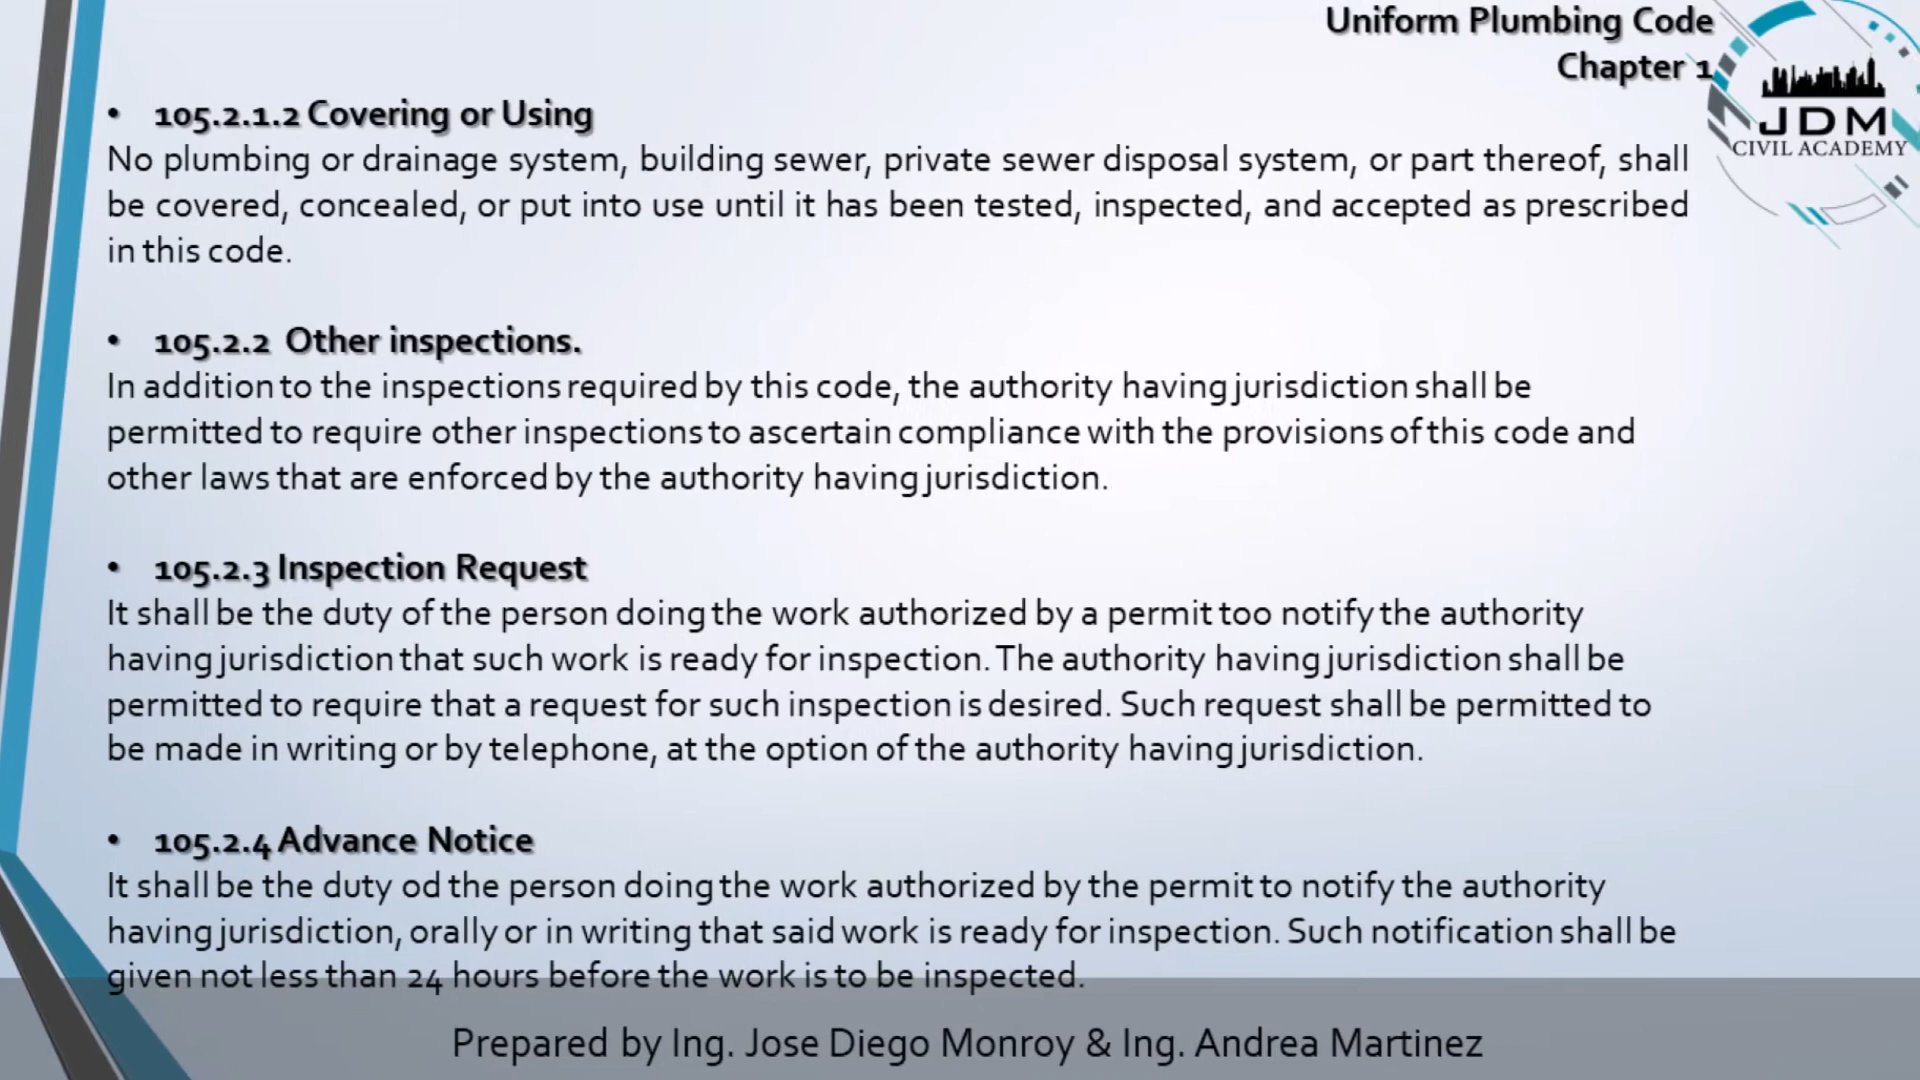 Uniform Plumbing Code
Chapter 1
JDM
CIVIL ACADEMY
• 105.2.1.2 Covering or Using
No plumbing or drainage system, building sewer, private sewer disposal system, or part thereof, shall
be covered, concealed, or put into use until it has been tested, inspected, and accepted as prescribed
in this code.
• 105.2.2 Other inspections.
In addition to the inspections required by this code, the authority having jurisdiction shall be
permitted to require other inspections to ascertain compliance with the provisions of this code and
other laws that are enforced by the authority having jurisdiction.
• 105.2.3 Inspection Request
It shall be the duty of the person doing the work authorized by a permit too notify the authority
having jurisdiction that such work is ready for inspection. The authority having jurisdiction shall be
permitted to require that a request for such inspection is desired. Such request shall be permitted to
be made in writing or by telephone, at the option of the authority having jurisdiction.
• 105.2.4 Advance Notice
It shall be the duty od the person doing the work authorized by the permit to notify the authority
having jurisdiction, orally or in writing that said work is ready for inspection. Such notification shall be
given not less than 24 hours before the work is to be inspected.
Prepared by Ing. Jose Diego Monroy & Ing. Andrea Martinez